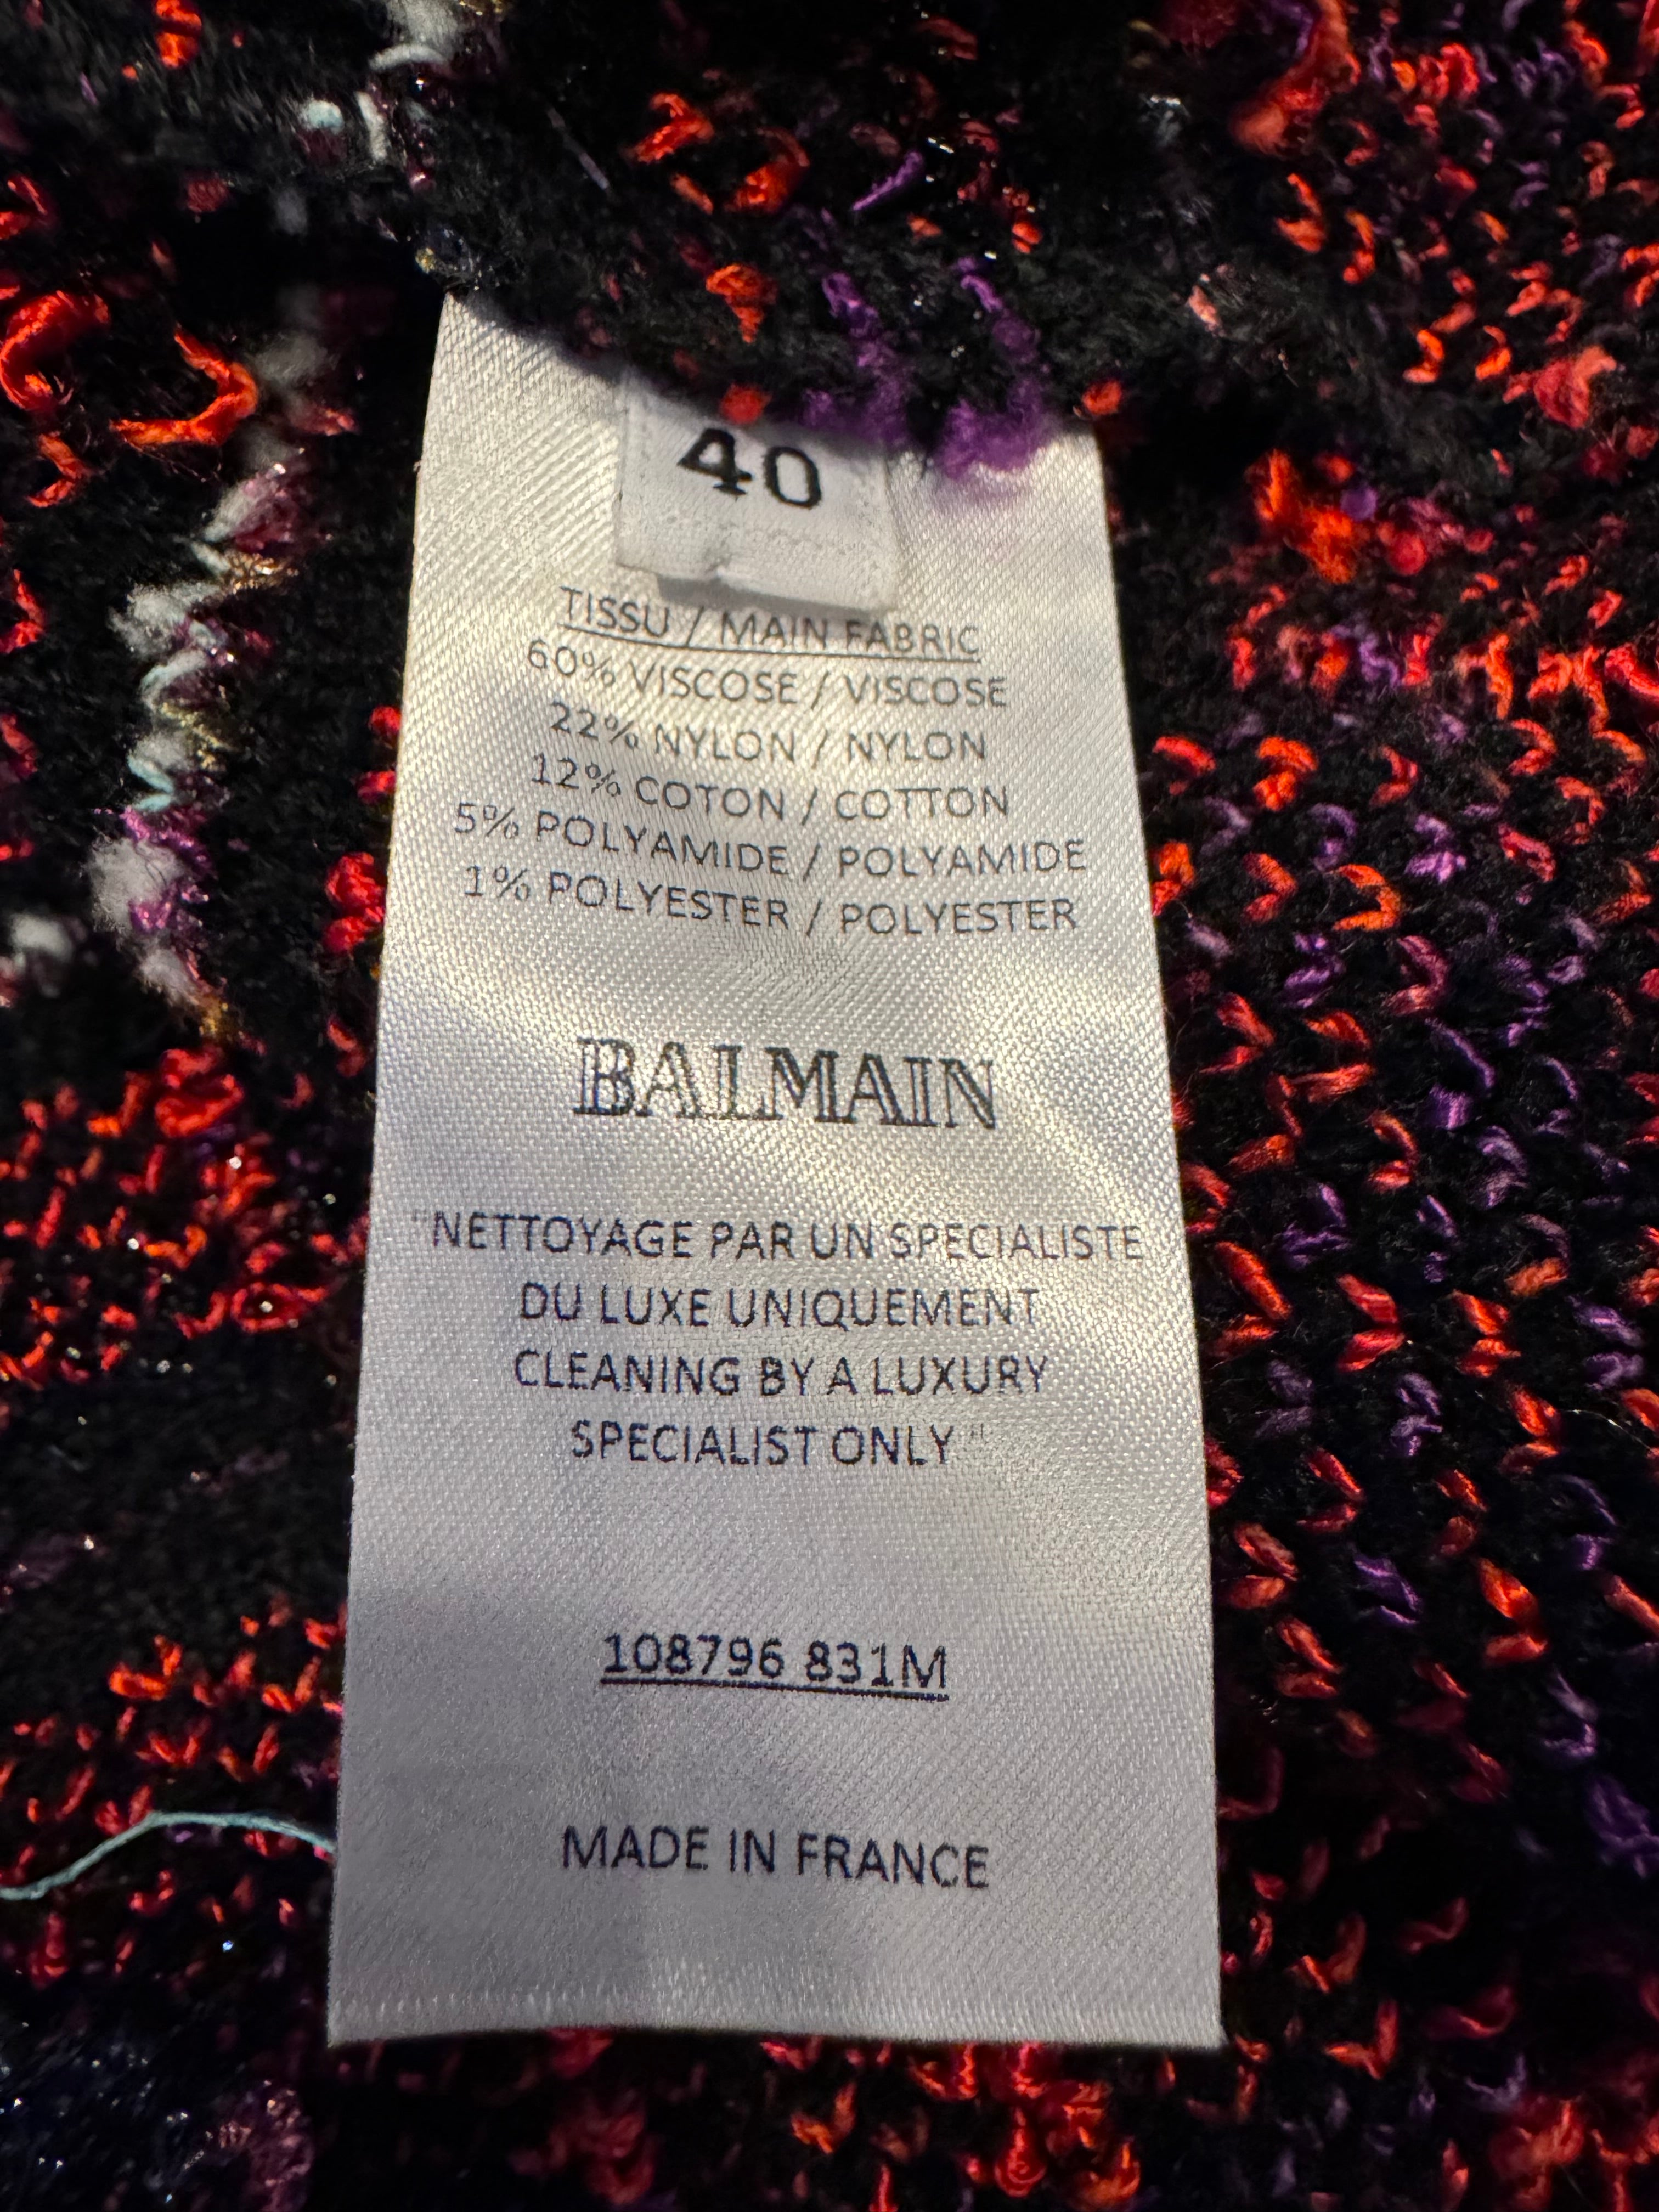 40
TISSU / MAIN FABRIC
60% VISCOSE / VISCOSE
22% NYLON / NYLON
12% COTON / COTTON
5% POLYAMIDE / POLYAMIDE
1% POLYESTER / POLYESTER
BALMAIN
"NETTOYAGE PAR UN SPECIALISTE
DU LUXE UNIQUEMENT
CLEANING BY A LUXURY
SPECIALIST ONLY"
108796 831M
MADE IN FRANCE